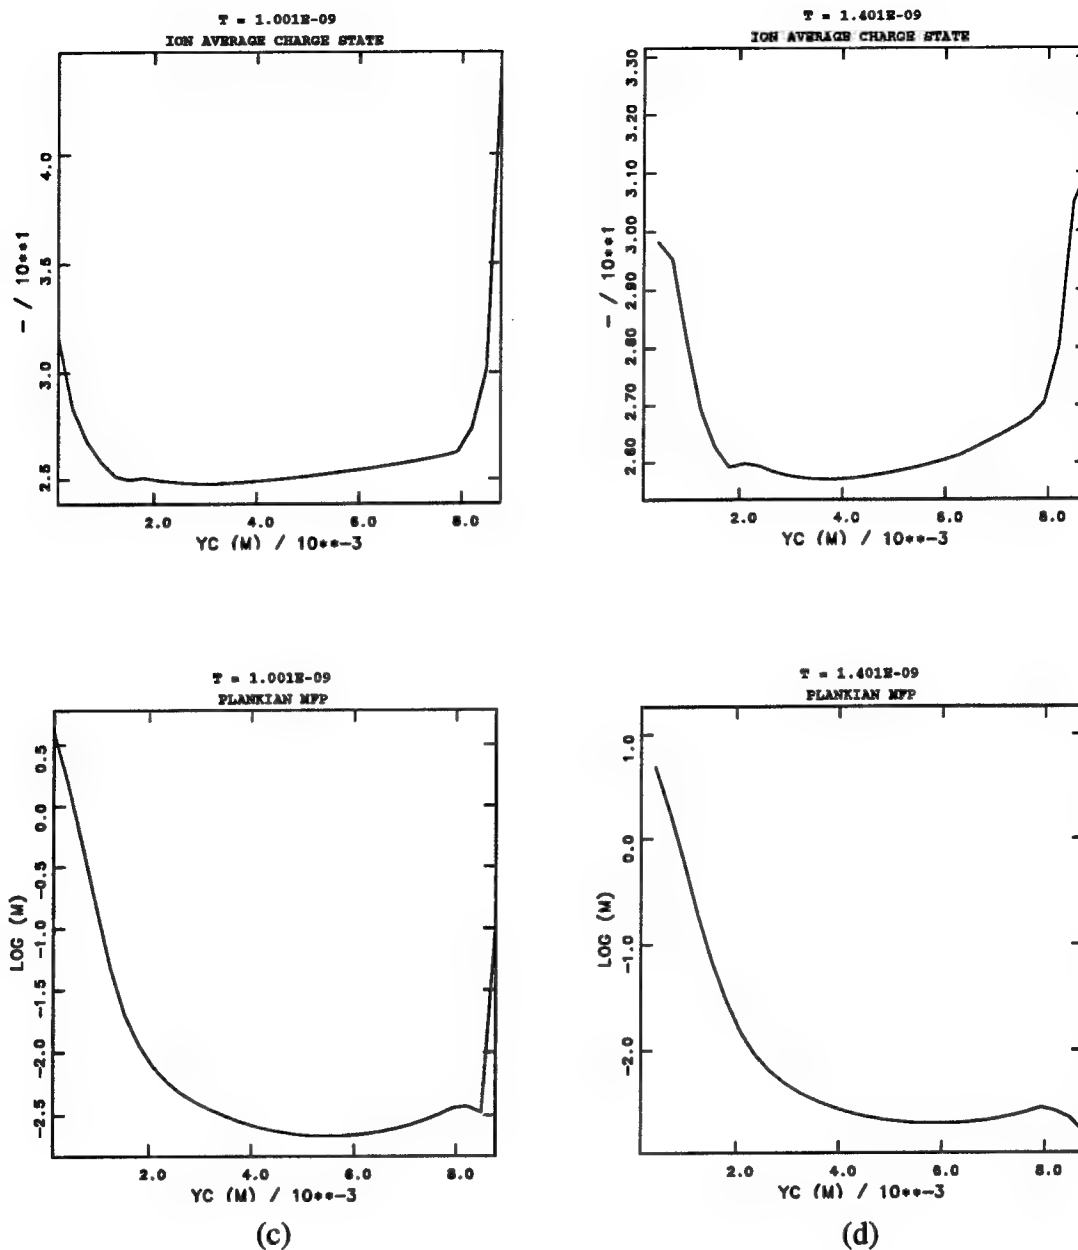 T = 1.001E-09
ION AVERAGE CHARGE STATE
4.0
3.5
3.0
2.5
- / 10**1
2.0
4.0
6.0
8.0
YC (M) / 10**-3
T = 1.401E-09
ION AVERAGE CHARGE STATE
3.30
3.20
3.10
3.00
2.90
2.80
2.70
2.60
- / 10**1
2.0
4.0
6.0
8.0
YC (M) / 10**-3
T = 1.001E-09
PLANKIAN MFP
0.5
0.0
-0.5
-1.0
-1.5
-2.0
-2.5
LOG (M)
2.0
4.0
6.0
8.0
YC (M) / 10**-3
(c)
T = 1.401E-09
PLANKIAN MFP
1.0
0.0
-1.0
-2.0
LOG (M)
2.0
4.0
6.0
8.0
YC (M) / 10**-3
(d)